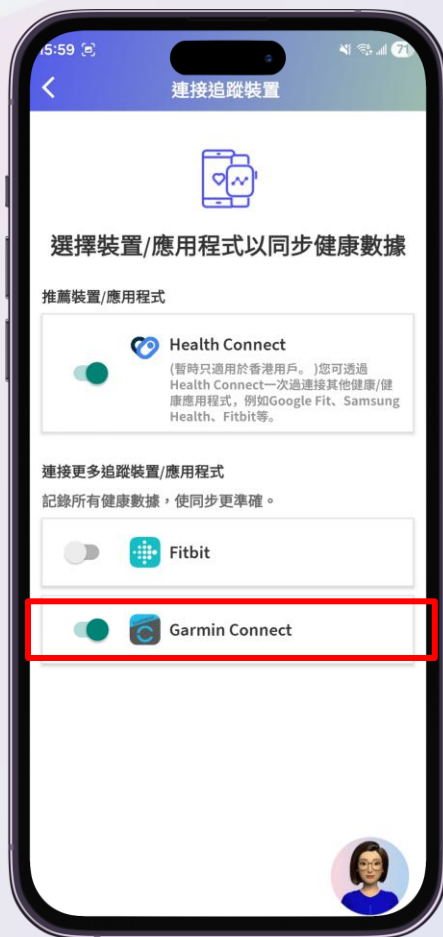 15:59
71
連接追蹤裝置
選擇裝置/應用程式以同步健康數據
推薦裝置/應用程式
Health Connect
(暫時只適用於香港用戶。)您可透過
Health Connect一次過連接其他健康/健
康應用程式，例如Google Fit、Samsung
Health、Fitbit等。
連接更多追蹤裝置/應用程式
記錄所有健康數據，使同步更準確。
Fitbit
Garmin Connect